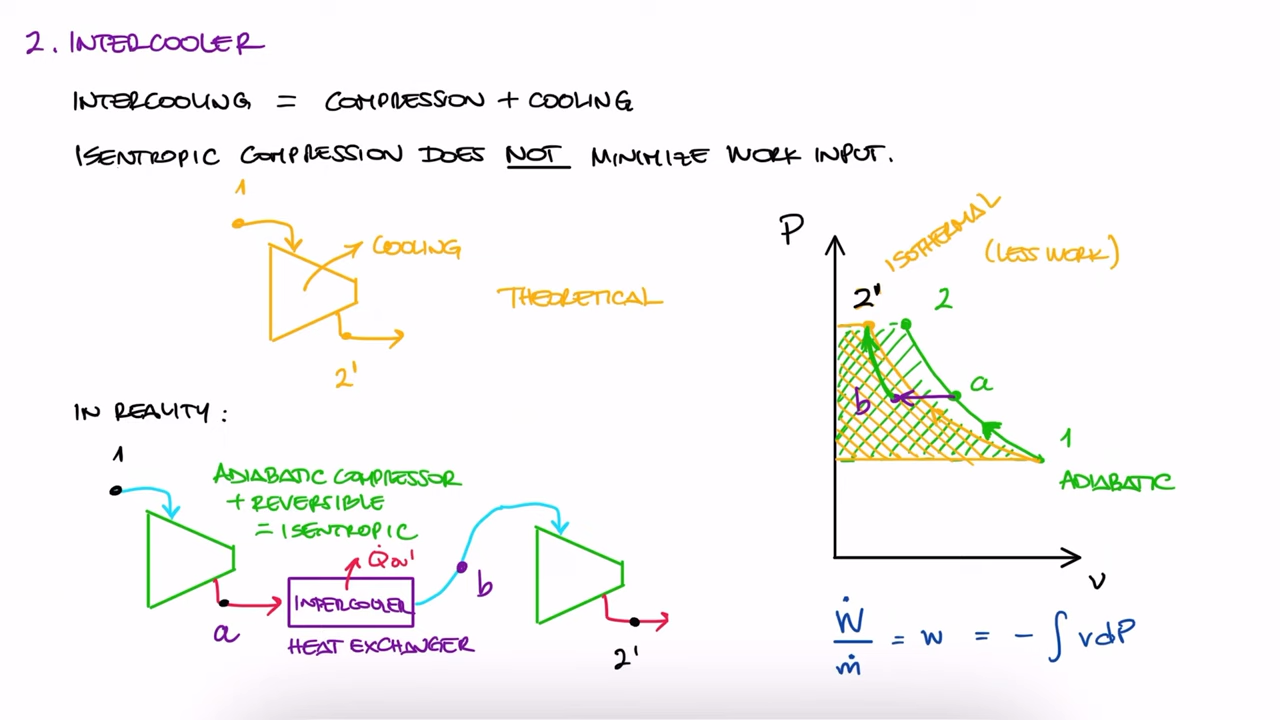 2. INTERCOOLER
INTERCOOLING = COMPRESSION + COOLING
ISENTROPIC COMPRESSION DOES NOT MINIMIZE WORK INPUT.
1
COOLING
THEORETICAL
2'
P
ISOTHERMAL
(LESS WORK)
2'
2
a
b
1
ADIABATIC
v
IN REALITY:
1
ADIABATIC COMPRESSOR
+ REVERSIBLE
= ISENTROPIC
Q̇out
INTERCOOLER
HEAT EXCHANGER
a
b
2'
Ẇ/ṁ = w = - ∫ v dP